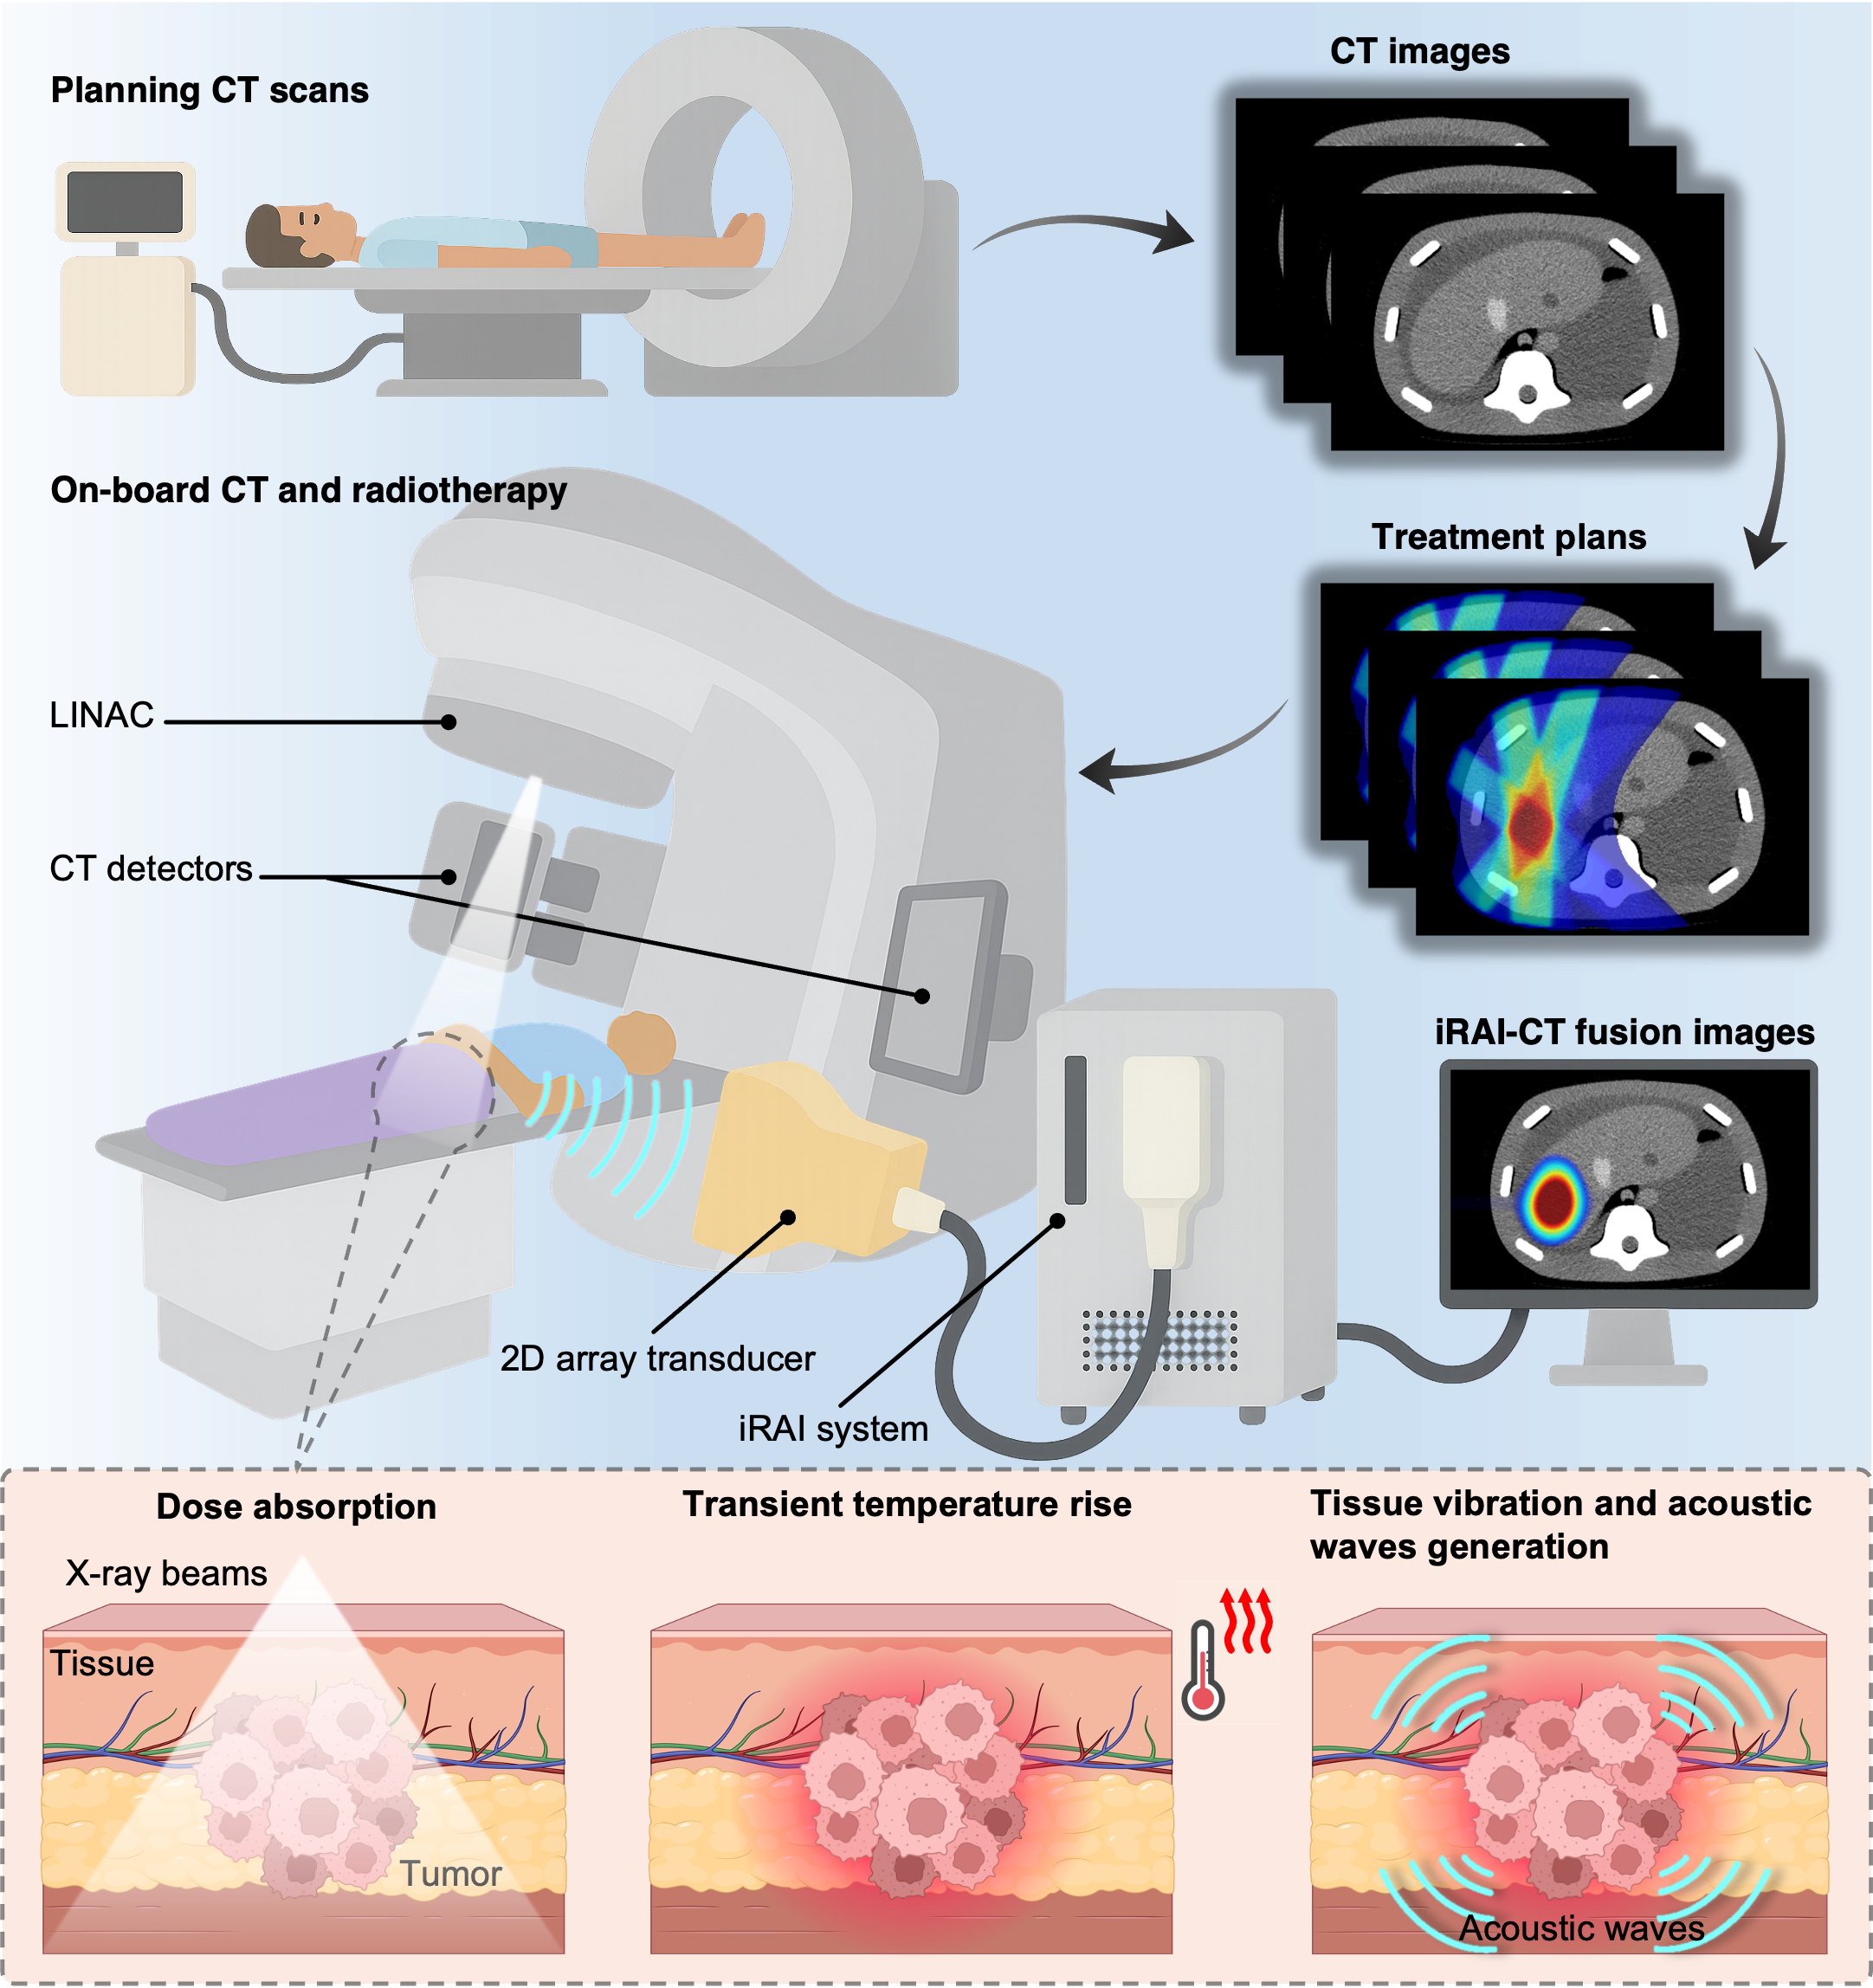 Planning CT scans
CT images
On-board CT and radiotherapy
Treatment plans
LINAC
CT detectors
iRAI-CT fusion images
2D array transducer
iRAI system
Dose absorption
X-ray beams
Tissue
Tumor
Transient temperature rise
Tissue vibration and acoustic
waves generation
Acoustic waves